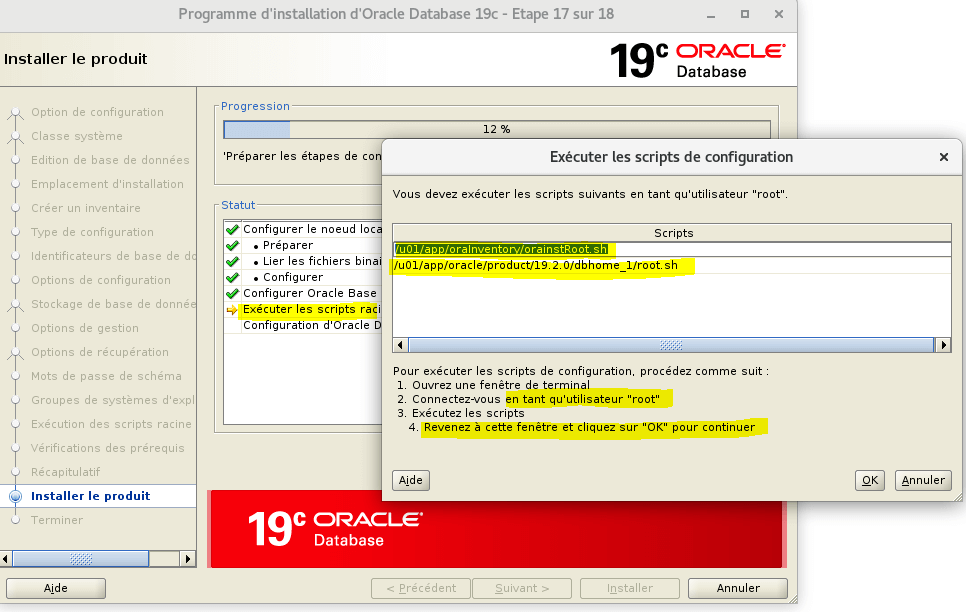 Programme d'installation d'Oracle Database 19c - Etape 17 sur 18
Installer le produit
19c ORACLE
Database
Option de configuration
Classe système
Edition de base de données
Emplacement d'installation
Créer un inventaire
Type de configuration
Identificateurs de base de do
Options de configuration
Stockage de base de donnée
Options de gestion
Options de récupération
Mots de passe de schéma
Groupes de systèmes d'expl
Exécution des scripts racine
Vérifications des prérequis
Récapitulatif
Installer le produit
Terminer
Progression
12 %
'Préparer les étapes de con
Statut
Configurer le noeud loca
• Préparer
• Lier les fichiers binai
• Configurer
Configurer Oracle Base
Exécuter les scripts raci
Configuration d'Oracle D
Exécuter les scripts de configuration
Vous devez exécuter les scripts suivants en tant qu'utilisateur "root".
Scripts
/u01/app/oraInventory/orainstRoot.sh
/u01/app/oracle/product/19.2.0/dbhome_1/root.sh
Pour exécuter les scripts de configuration, procédez comme suit :
1. Ouvrez une fenêtre de terminal
2. Connectez-vous en tant qu'utilisateur "root"
3. Exécutez les scripts
4. Revenez à cette fenêtre et cliquez sur "OK" pour continuer
Aide
OK
Annuler
19c ORACLE
Database
Aide
< Précédent
Suivant >
Installer
Annuler